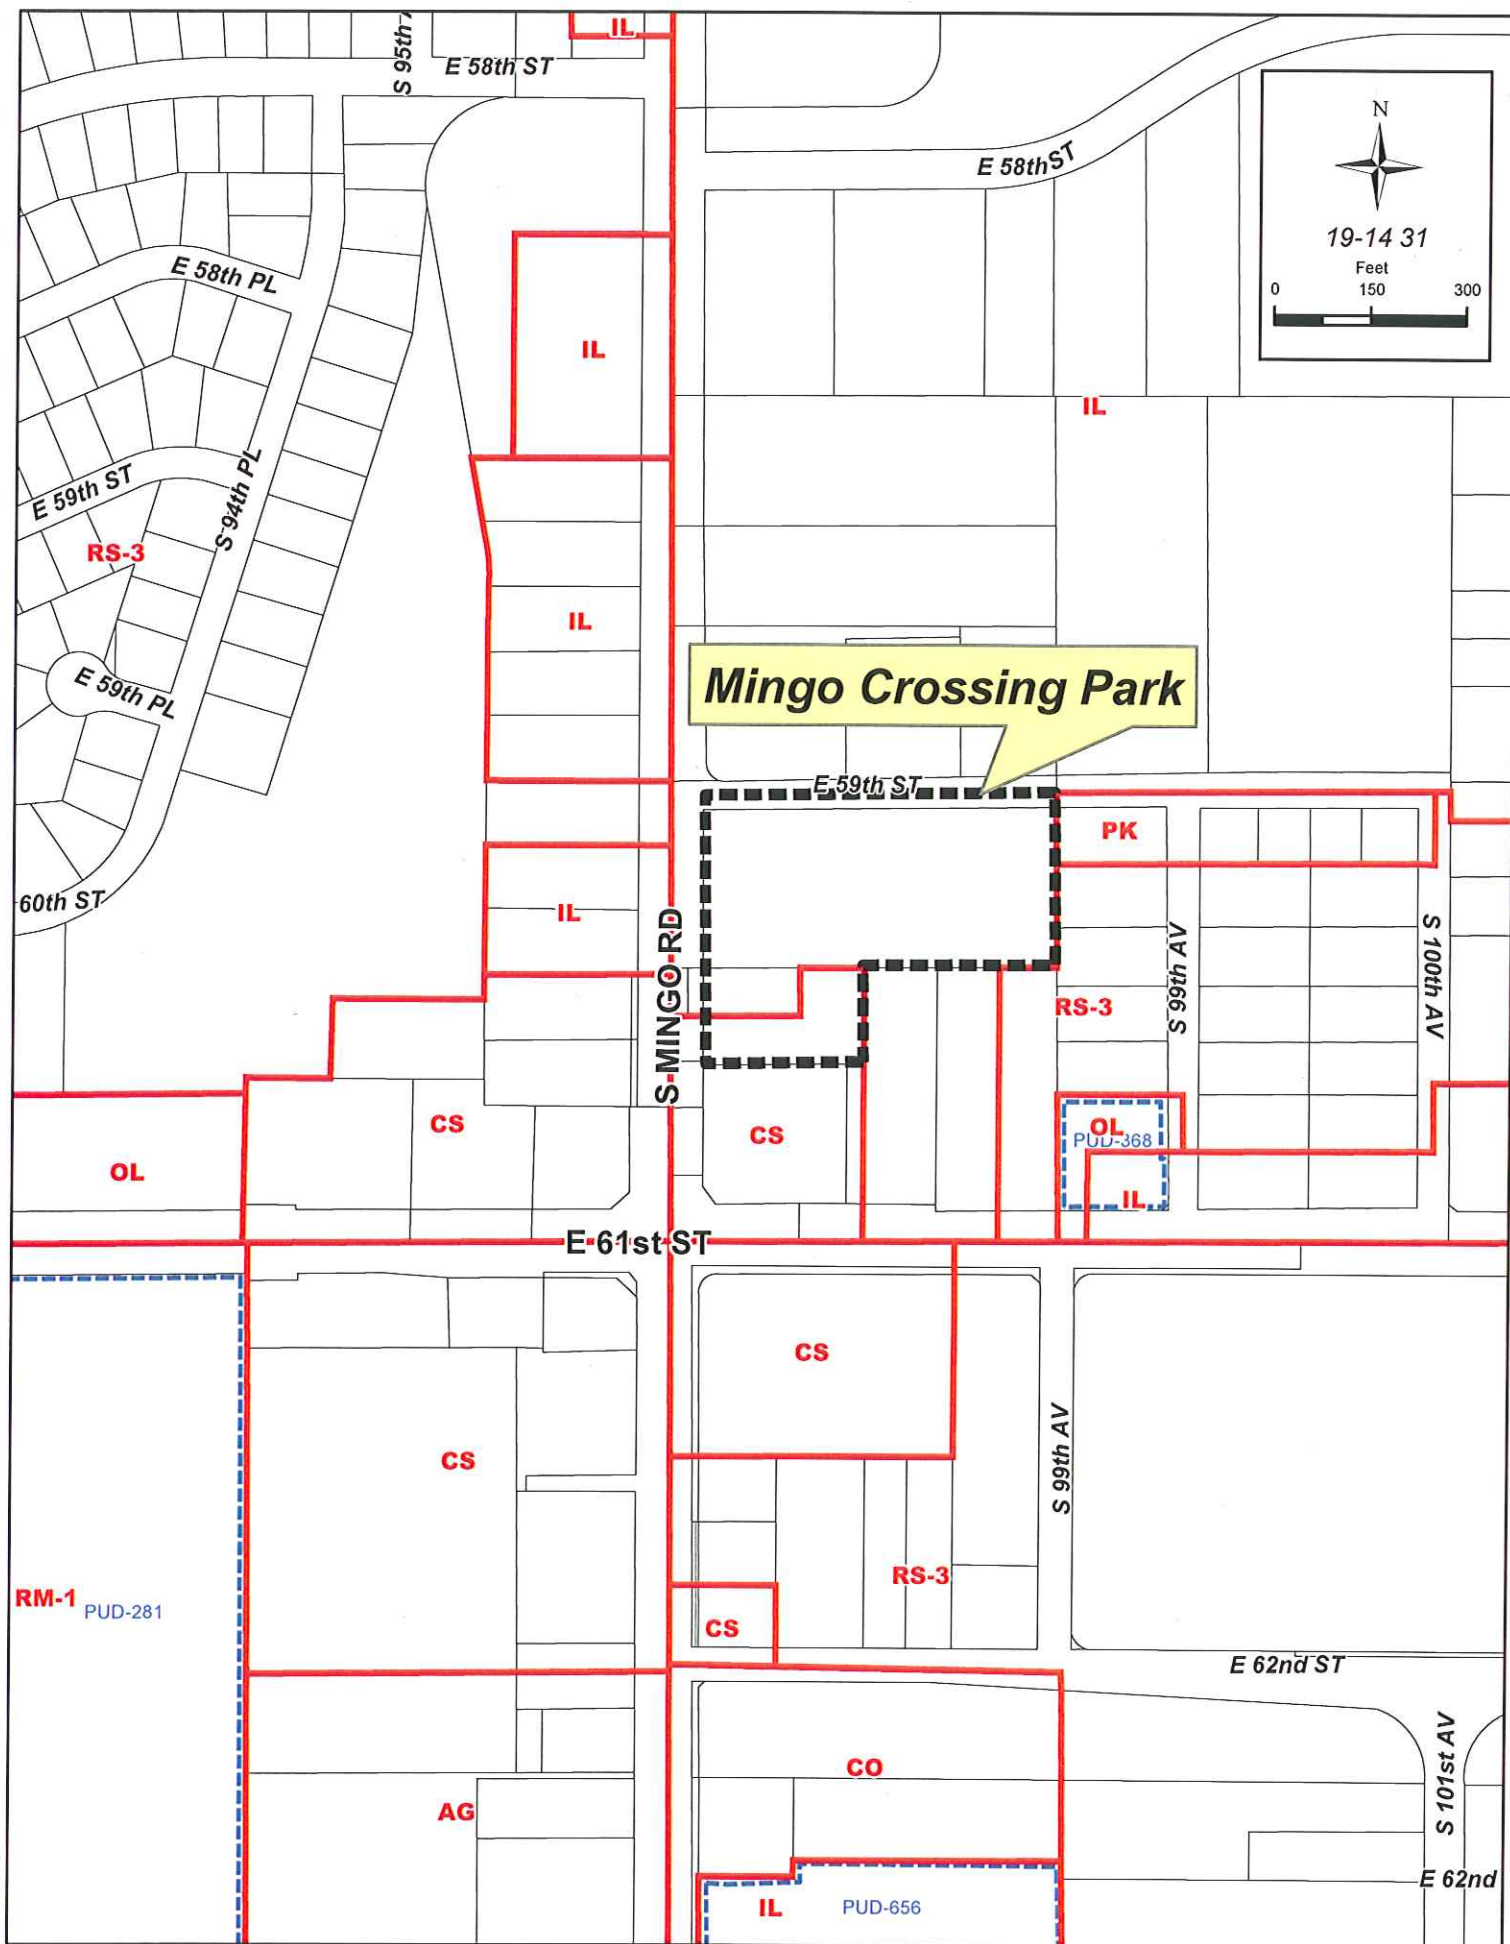 IL
S 95th
E 58th ST
E 58th ST
N
19-14 31
Feet
0 150 300
E 58th PL
IL
IL
E 59th ST
S 94th PL
RS-3
IL
Mingo Crossing Park
E 59th PL
E 59th ST
PK
60th ST
IL
S MINGO RD
S 99th AV
S 100th AV
RS-3
CS
CS
OL
PUD-368
OL
IL
E 61st ST
CS
CS
S 99th AV
RM-1
PUD-281
RS-3
CS
E 62nd ST
CO
S 101st AV
AG
E 62nd
IL
PUD-656